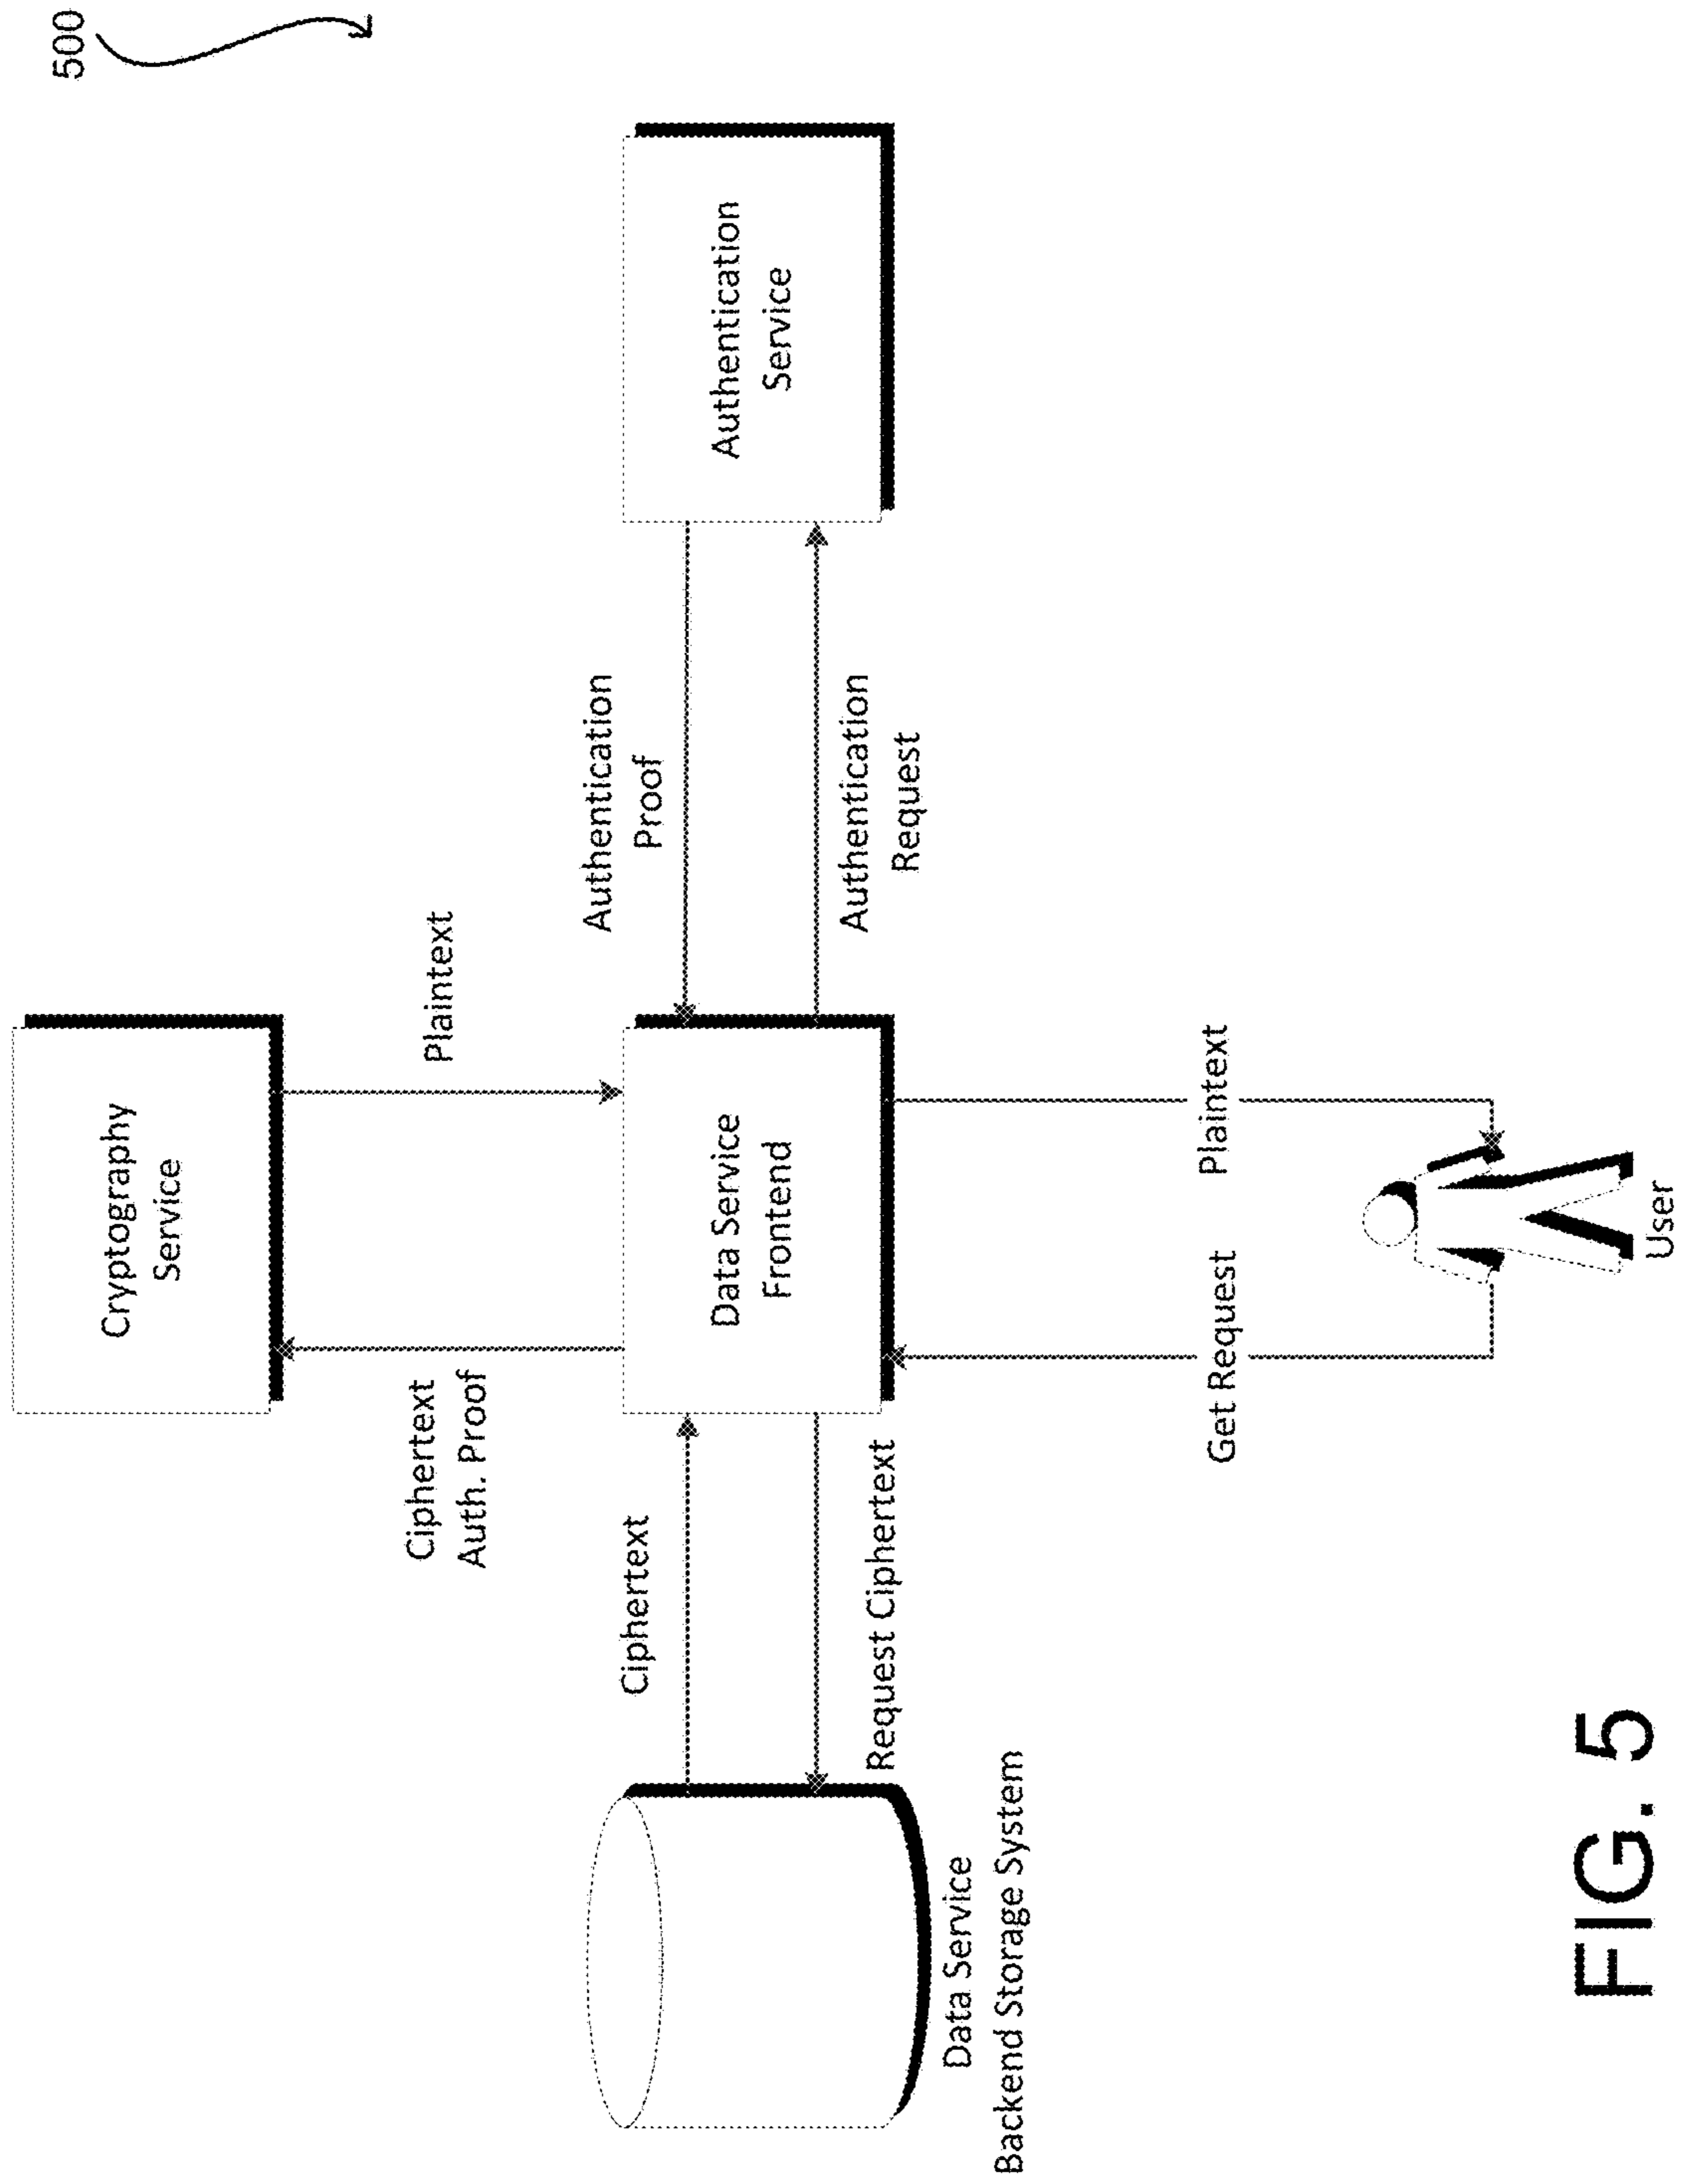 500
Cryptography
Service
Ciphertext
Auth. Proof
Plaintext
Ciphertext
Data Service
Frontend
Authentication
Proof
Authentication
Service
Request Ciphertext
Authentication
Request
Data Service
Backend Storage System
Get Request
Plaintext
User
FIG. 5